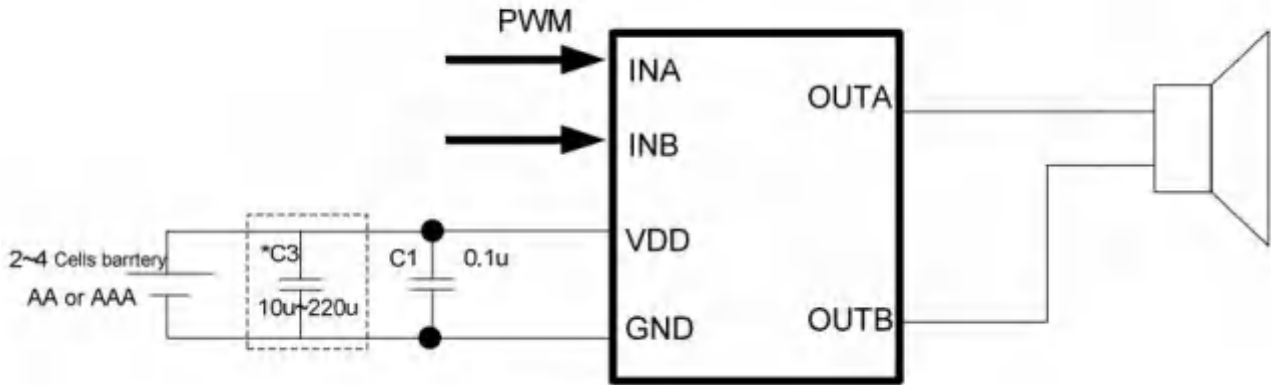 PWM
INA
INB
OUTA
OUTB
VDD
GND
2~4 Cells barrtery
AA or AAA
*C3
10u~220u
C1
0.1u